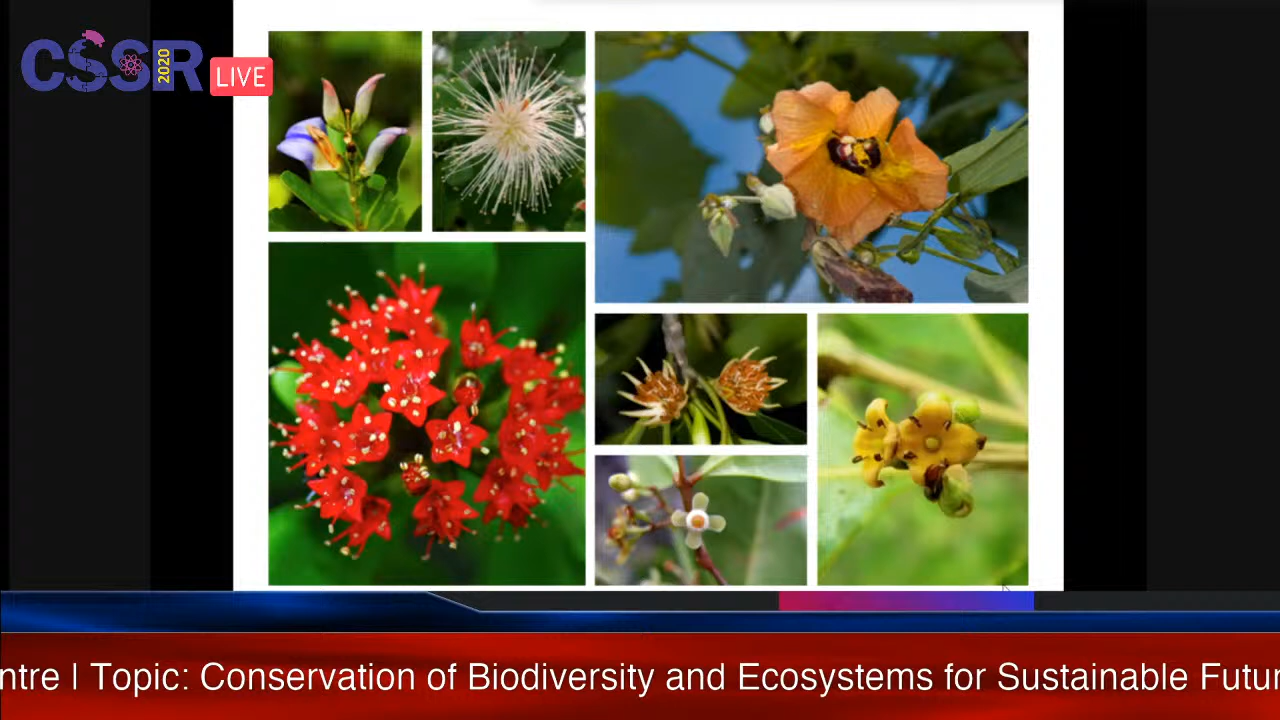 CSSR
2020
LIVE
ntre | Topic: Conservation of Biodiversity and Ecosystems for Sustainable Futur